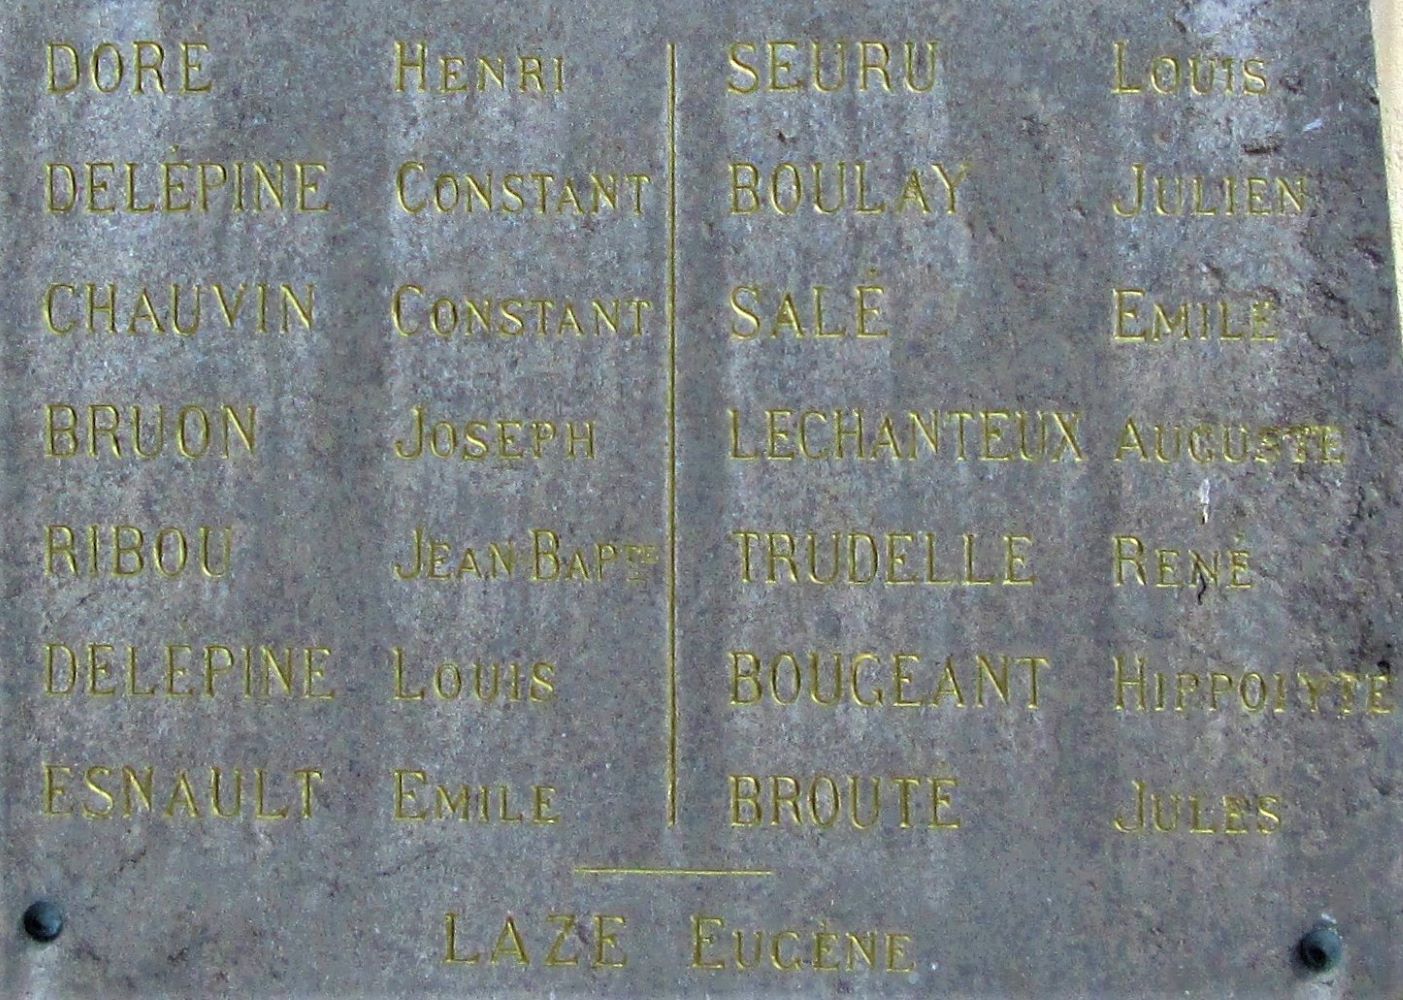 DORÉ HENRI
DELÉPINE CONSTANT
CHAUVIN CONSTANT
BRUON JOSEPH
RIBOU JEAN-BAPTE
DELEPINE LOUIS
ESNAULT EMILE
SEURU LOUIS
BOULAY JULIEN
SALÉ EMILE
LECHANTEUX AUGUSTE
TRUDELLE RENÉ
BOUGEANT HIPPOLYTE
BROUTE JULES
LAZE EUGÈNE